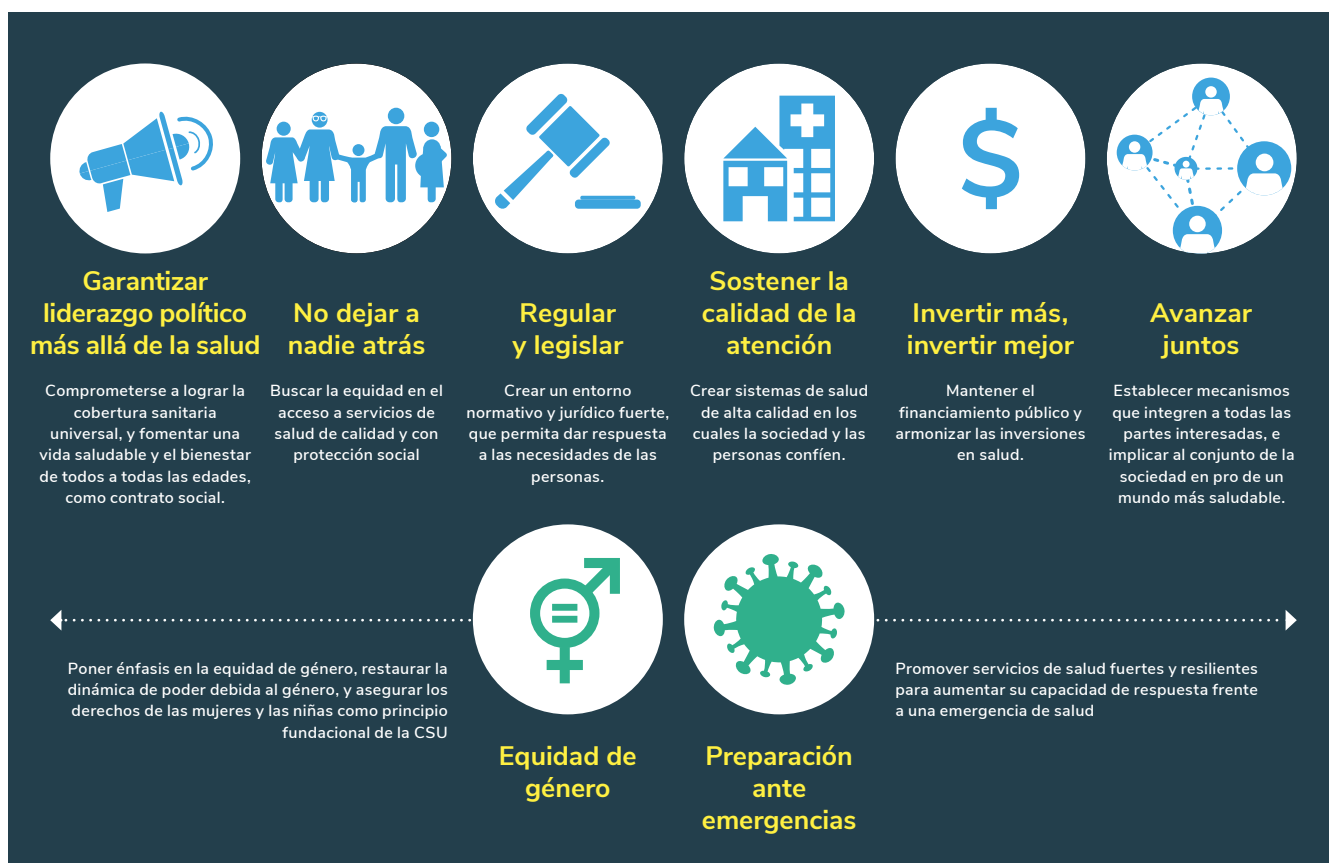 Garantizar
liderazgo político
más allá de la salud
Comprometerse a lograr la
cobertura sanitaria
universal, y fomentar una
vida saludable y el bienestar
de todos a todas las edades,
como contrato social.
No dejar a
nadie atrás
Buscar la equidad en el
acceso a servicios de
salud de calidad y con
protección social
Regular
y legislar
Crear un entorno
normativo y jurídico fuerte,
que permita dar respuesta
a las necesidades de las
personas.
Sostener la
calidad de la
atención
Crear sistemas de salud
de alta calidad en los
cuales la sociedad y las
personas confíen.
$
Invertir más,
invertir mejor
Mantener el
financiamiento público y
armonizar las inversiones
en salud.
Avanzar
juntos
Establecer mecanismos
que integren a todas las
partes interesadas, e
implicar al conjunto de la
sociedad en pro de un
mundo más saludable.
Poner énfasis en la equidad de género, restaurar la
dinámica de poder debida al género, y asegurar los
derechos de las mujeres y las niñas como principio
fundacional de la CSU
Equidad de
género
Preparación
ante
emergencias
Promover servicios de salud fuertes y resilientes
para aumentar su capacidad de respuesta frente
a una emergencia de salud